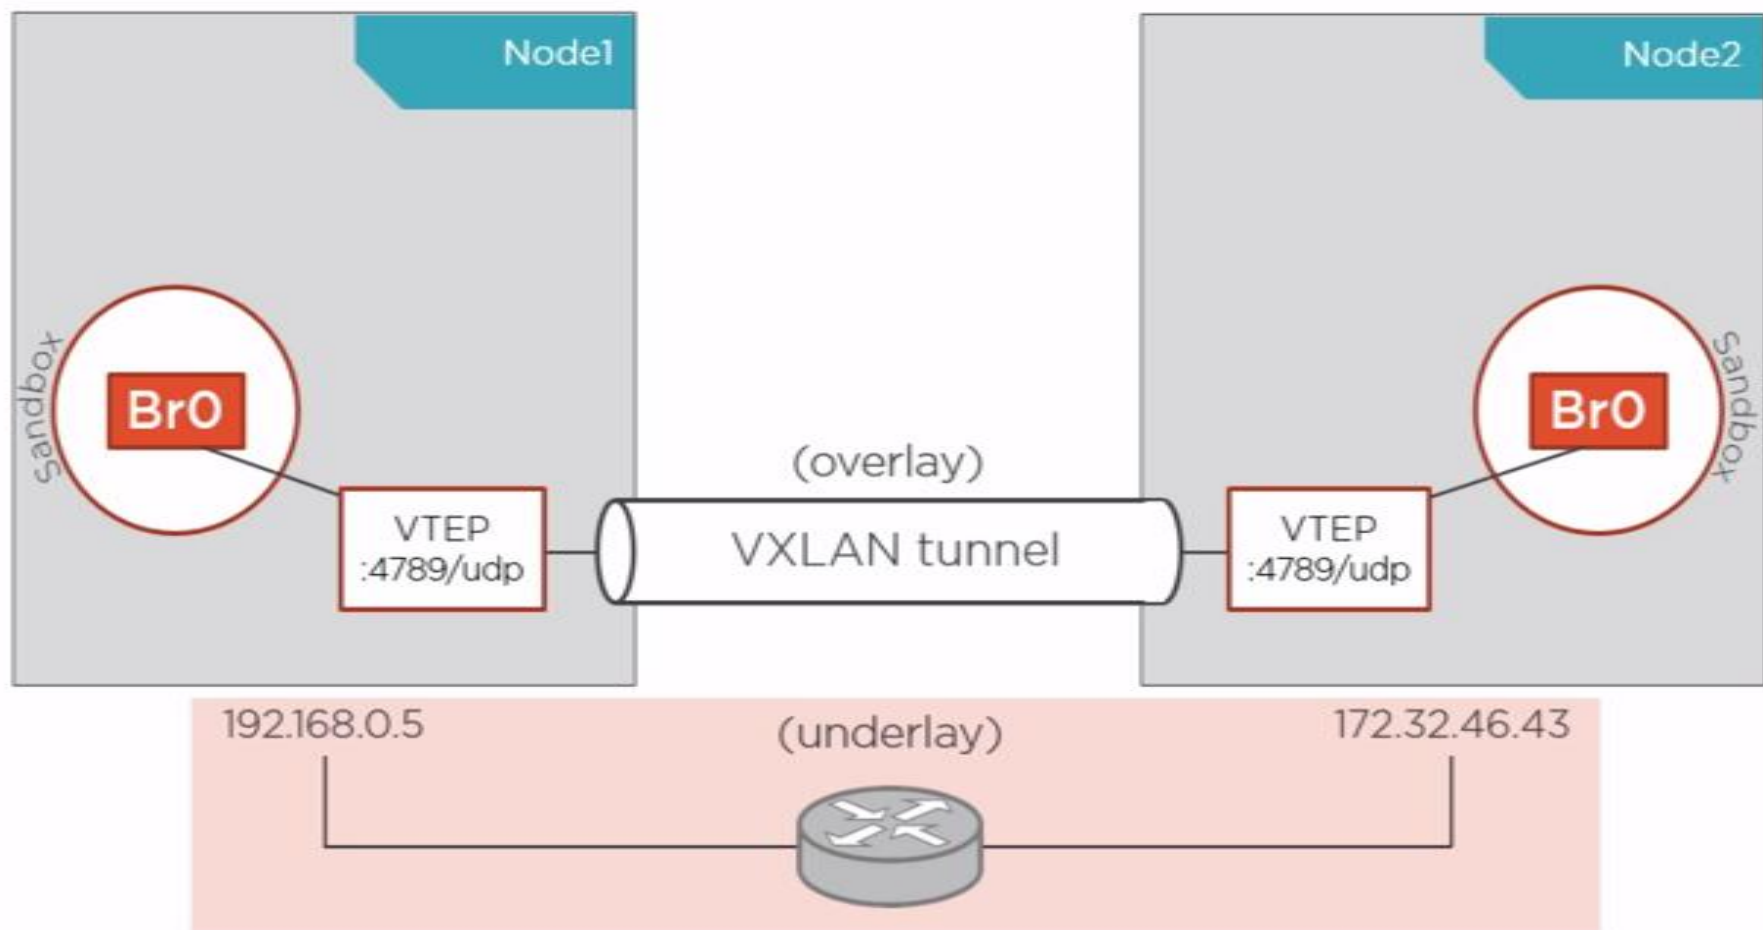 Node1
Node2
Sandbox
Br0
VTEP
:4789/udp
(overlay)
VXLAN tunnel
VTEP
:4789/udp
Br0
Sandbox
192.168.0.5
(underlay)
172.32.46.43